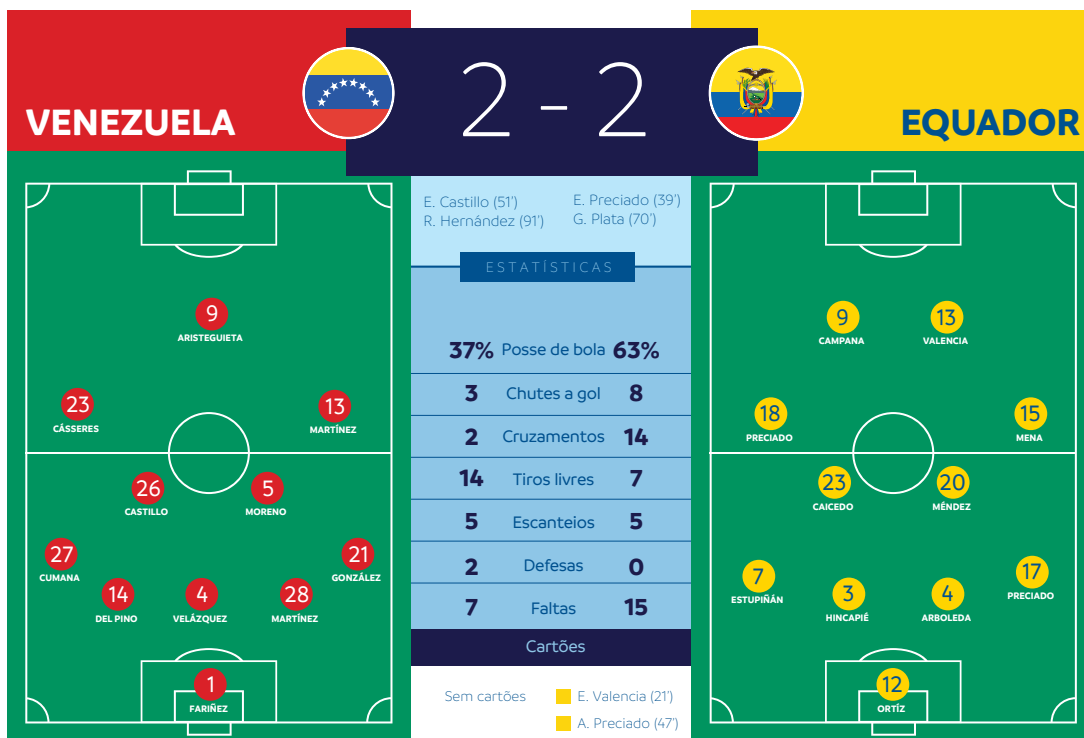 VENEZUELA
2 - 2
EQUADOR
E. Castillo (51’)
R. Hernández (91’)
E. Preciado (39’)
G. Plata (70’)
ESTATÍSTICAS
37% Posse de bola 63%
3 Chutes a gol 8
2 Cruzamentos 14
14 Tiros livres 7
5 Escanteios 5
2 Defesas 0
7 Faltas 15
Cartões
Sem cartões
E. Valencia (21’)
A. Preciado (47’)
9
ARISTEGUIETA
23
CÁSSERES
13
MARTÍNEZ
26
CASTILLO
5
MORENO
27
CUMANA
21
GONZÁLEZ
14
DEL PINO
4
VELÁZQUEZ
28
MARTÍNEZ
1
FARIÑEZ
9
CAMPANA
13
VALENCIA
18
PRECIADO
15
MENA
23
CAICEDO
20
MÉNDEZ
7
ESTUPIÑÁN
3
HINCAPIÉ
4
ARBOLEDA
17
PRECIADO
12
ORTÍZ